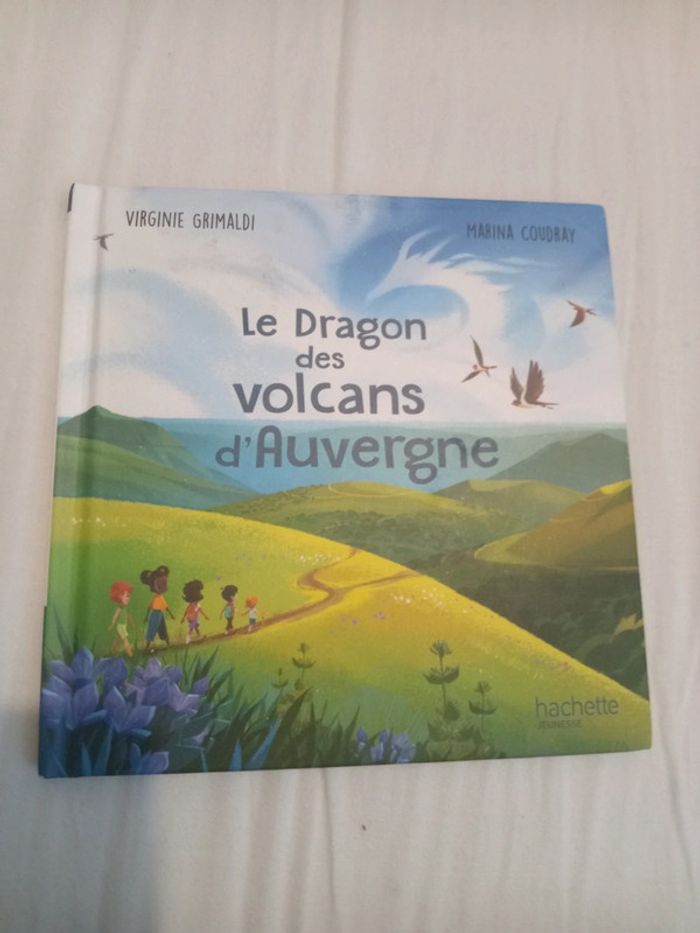 VIRGINIE GRIMALDI
MARINA COUDRAY
Le Dragon
des
volcans
d'Auvergne
hachette
JEUNESSE